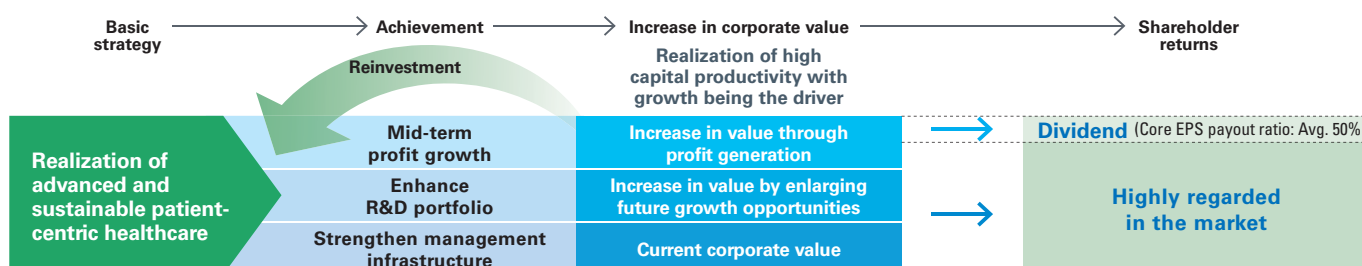 Basic
strategy
Achievement
Increase in corporate value
Shareholder
returns
Reinvestment
Realization of high
capital productivity with
growth being the driver
Realization of
advanced and
sustainable patient-
centric healthcare
Mid-term
profit growth
Increase in value through
profit generation
Dividend (Core EPS payout ratio: Avg. 50%
Enhance
R&D portfolio
Increase in value by enlarging
future growth opportunities
Highly regarded
in the market
Strengthen management
infrastructure
Current corporate value